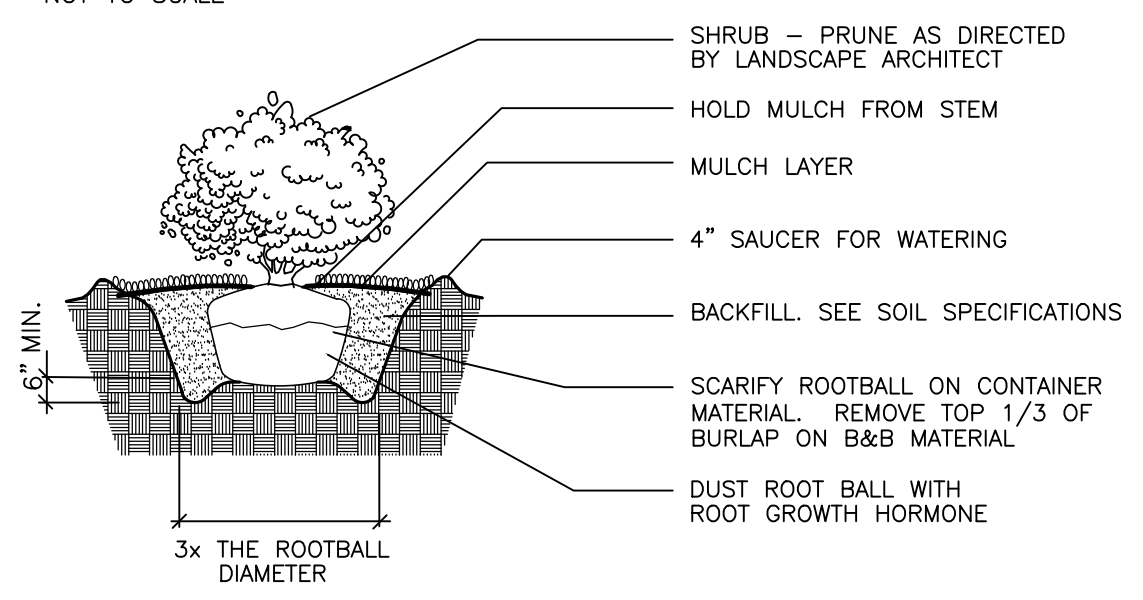 NOT TO SCALE
SHRUB – PRUNE AS DIRECTED
BY LANDSCAPE ARCHITECT
HOLD MULCH FROM STEM
MULCH LAYER
4" SAUCER FOR WATERING
BACKFILL. SEE SOIL SPECIFICATIONS
6" MIN.
SCARIFY ROOTBALL ON CONTAINER
MATERIAL. REMOVE TOP 1/3 OF
BURLAP ON B&B MATERIAL
DUST ROOT BALL WITH
ROOT GROWTH HORMONE
3x THE ROOTBALL
DIAMETER